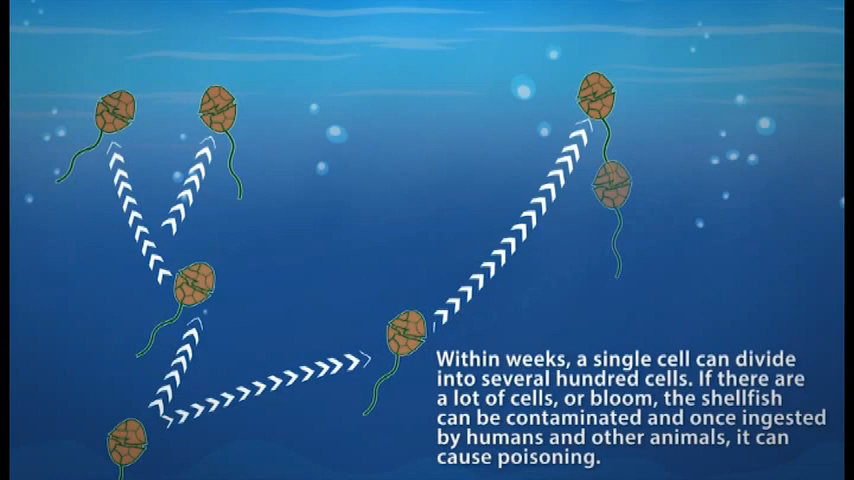 Within weeks, a single cell can divide
into several hundred cells. If there are
a lot of cells, or bloom, the shellfish
can be contaminated and once ingested
by humans and other animals, it can
cause poisoning.